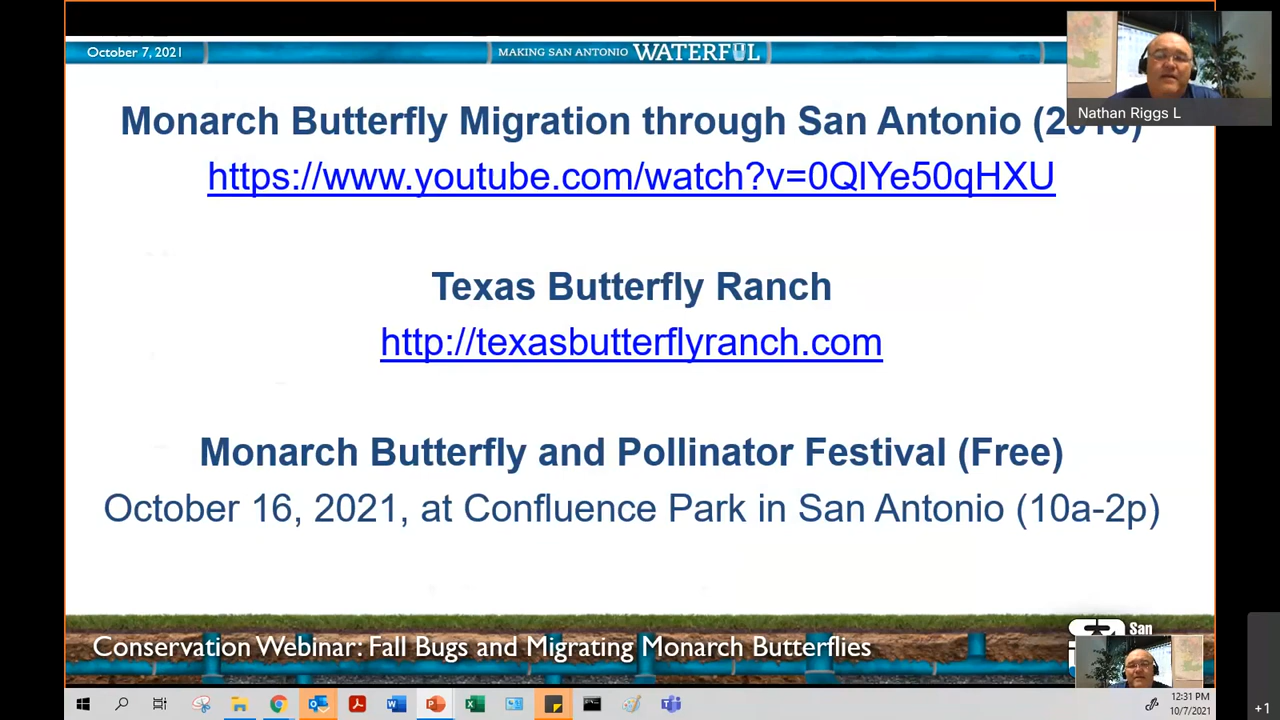 October 7, 2021
MAKING SAN ANTONIO WATERFUL
Nathan Riggs L
Monarch Butterfly Migration through San Antonio
https://www.youtube.com/watch?v=0QlYe50qHXU
Texas Butterfly Ranch
http://texasbutterflyranch.com
Monarch Butterfly and Pollinator Festival (Free)
October 16, 2021, at Confluence Park in San Antonio (10a-2p)
Conservation Webinar: Fall Bugs and Migrating Monarch Butterflies
San
12:31 PM
10/7/2021
+1